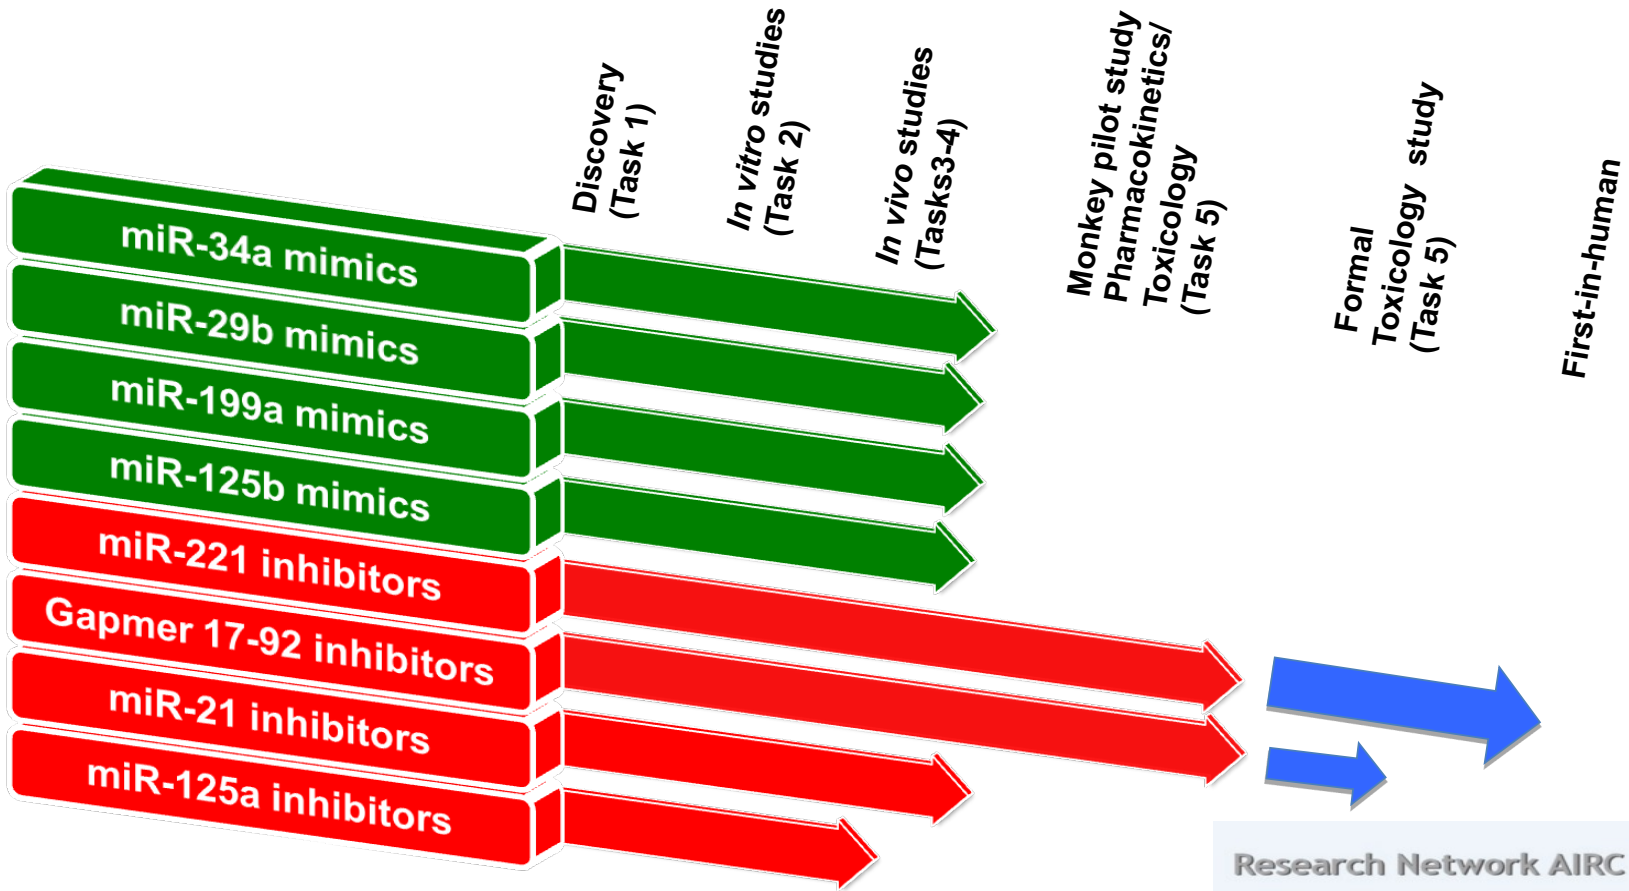 Discovery
(Task 1)
In vitro studies
(Task 2)
In vivo studies
(Tasks3-4)
Monkey pilot study
Pharmacokinetics/
Toxicology
(Task 5)
Formal
Toxicology study
(Task 5)
First-in-human
miR-34a mimics
miR-29b mimics
miR-199a mimics
miR-125b mimics
miR-221 inhibitors
Gapmer 17-92 inhibitors
miR-21 inhibitors
miR-125a inhibitors
Research Network AIRC